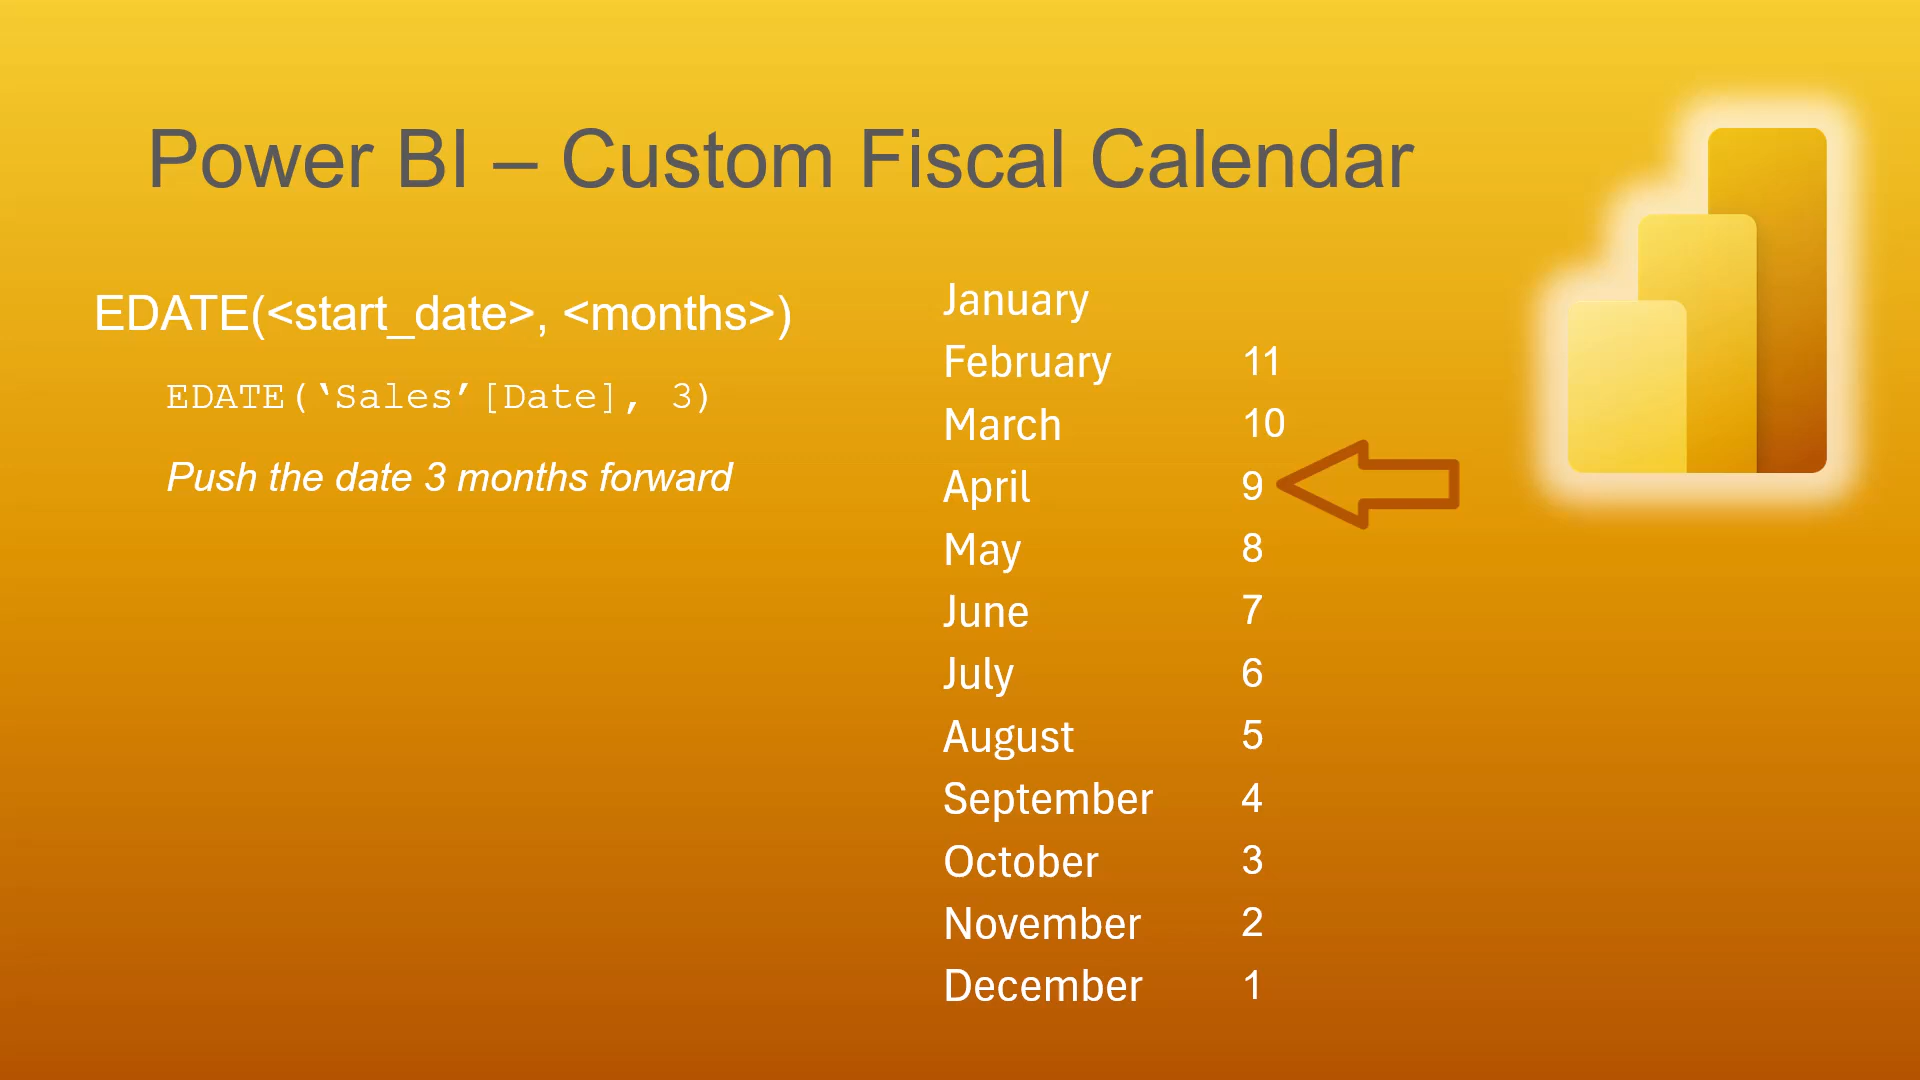 Power BI – Custom Fiscal Calendar
EDATE(<start_date>, <months>)
EDATE(‘Sales’[Date], 3)
Push the date 3 months forward
January
February 11
March 10
April 9
May 8
June 7
July 6
August 5
September 4
October 3
November 2
December 1